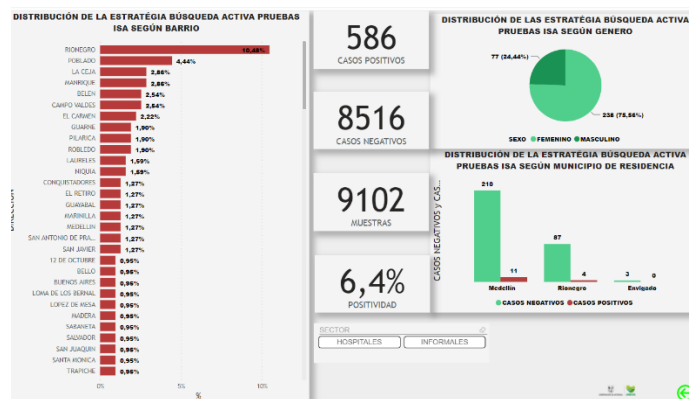 DISTRIBUCIÓN DE LA ESTRATÉGIA BÚSQUEDA ACTIVA PRUEBAS
ISA SEGÚN BARRIO
RIONEGRO 10,48%
POBLADO 4,44%
LA CEJA 2,86%
MANRIQUE 2,86%
BELEN 2,54%
CAMPO VALDES 2,54%
EL CARMEN 2,22%
GUARNE 1,90%
PILARICA 1,90%
ROBLEDO 1,90%
LAURELES 1,59%
NIQUIA 1,59%
CONQUISTADORES 1,27%
EL RETIRO 1,27%
GUAYABAL 1,27%
MARINILLA 1,27%
MEDELLIN 1,27%
SAN ANTONIO DE PRA... 1,27%
SAN JAVIER 1,27%
12 DE OCTUBRE 0,95%
BELLO 0,95%
BUENOS AIRES 0,95%
LOMA DE LOS BERNAL 0,95%
LOPEZ DE MESA 0,95%
MADERA 0,95%
SABANETA 0,95%
SALVADOR 0,95%
SAN JUAQUIN 0,95%
SANTA MONICA 0,95%
TRAPICHE 0,95%
0% 5% 10%
%
586
CASOS POSITIVOS
8516
CASOS NEGATIVOS
9102
MUESTRAS
6,4%
POSITIVIDAD
SECTOR
HOSPITALES INFORMALES
DISTRIBUCIÓN DE LAS ESTRATÉGIA BÚSQUEDA ACTIVA
PRUEBAS ISA SEGÚN GENERO
77 (24,44%)
238 (75,56%)
SEXO FEMENINO MASCULINO
DISTRIBUCIÓN DE LA ESTRATÉGIA BÚSQUEDA ACTIVA
PRUEBAS ISA SEGÚN MUNICIPIO DE RESIDENCIA
CASOS NEGATIVOS y CAS...
218 11 87 4 3 0
Medellín Rionegro Envigado
CASOS NEGATIVOS CASOS POSITIVOS